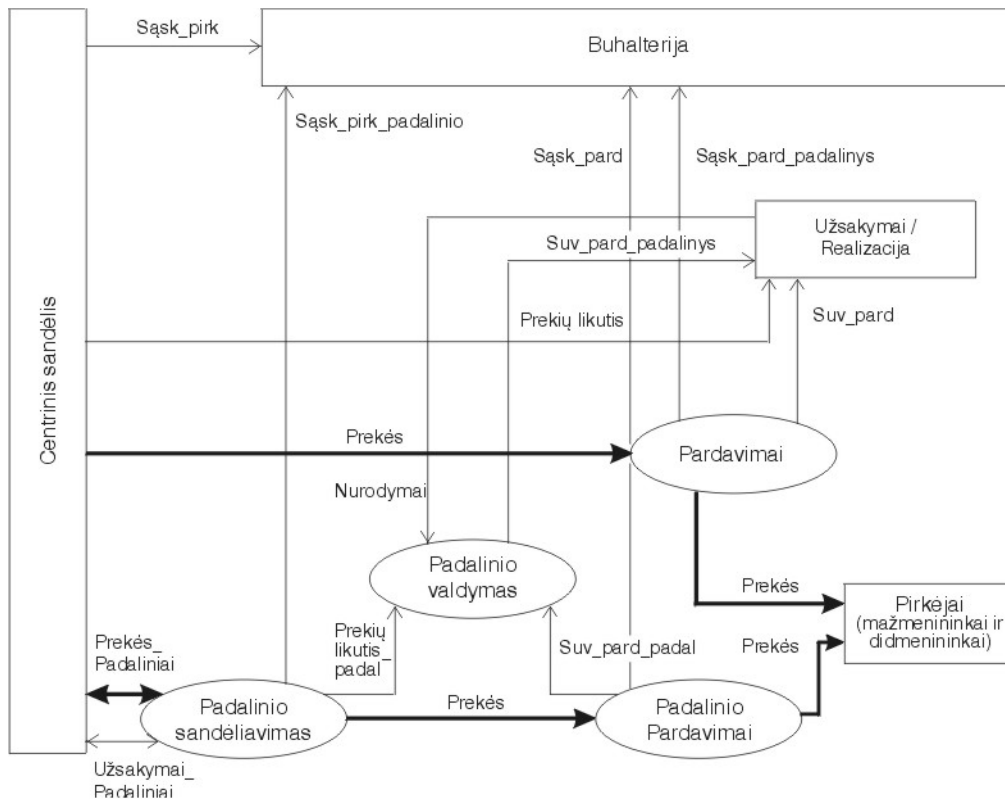 Sąsk_pirk
Buhalterija
Sąsk_pirk_padalinio
Sąsk_pard
Sąsk_pard_padalinys
Užsakymai /
Realizacija
Suv_pard_padalinys
Prekių likutis
Suv_pard
Centrinis sandėlis
Prekės
Pardavimai
Nurodymai
Padalinio
valdymas
Prekės
Pirkėjai
(mažmenininkai ir
didmenininkai)
Prekės
Prekių
likutis_
padal
Suv_pard_padal
Prekės_
Padaliniai
Padalinio
sandėliavimas
Prekės
Padalinio
Pardavimai
Užsakymai_
Padaliniai